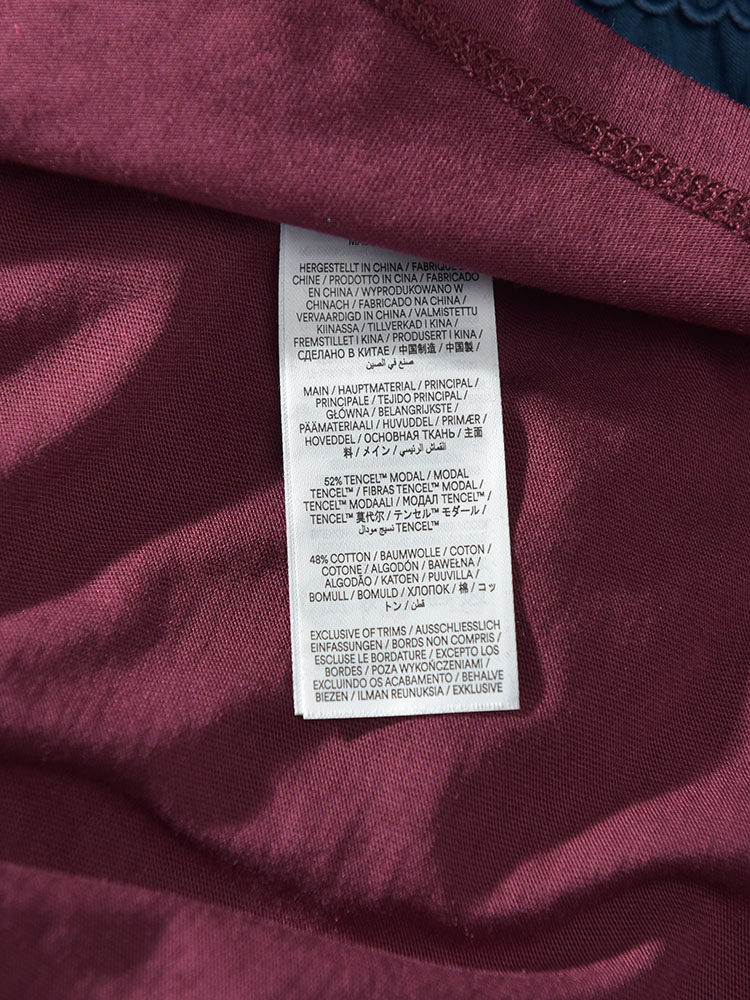 HERGESTELLT IN CHINA / FABRIQUÉ EN
CHINE / PRODOTTO IN CINA / FABRICADO
EN CHINA / WYPRODUKOWANO W
CHINACH / FABRICADO NA CHINA /
VERVAARDIGD IN CHINA / VALMISTETTU
KIINASSA / TILLVERKAD I KINA /
FREMSTILLET I KINA / PRODUSERT I KINA /
СДЕЛАНО В КИТАЕ / 中国制造 / 中国製 /
صنع في الصين
MAIN / HAUPTMATERIAL / PRINCIPAL /
PRINCIPALE / TEJIDO PRINCIPAL /
GŁÓWNA / BELANGRIJKSTE /
PÄÄMATERIAALI / HUVUDDEL / PRIMÆR /
HOVEDDEL / ОСНОВНАЯ ТКАНЬ / 主面
料 / メイン / القماش الرئيسي
52% TENCEL™ MODAL / MODAL
TENCEL™ / FIBRAS TENCEL™ MODAL /
TENCEL™ MODAALI / МОДАЛ TENCEL™ /
TENCEL™ 莫代尔 / テンセル™ モダール /
نسيج مودال TENCEL™
48% COTTON / BAUMWOLLE / COTON /
COTONE / ALGODÓN / BAWEŁNA /
ALGODÃO / KATOEN / PUUVILLA /
BOMULL / BOMULD / ХЛОПОК / 棉 / コッ
トン / قطن
EXCLUSIVE OF TRIMS / AUSSCHLIESSLICH
EINFASSUNGEN / BORDS NON COMPRIS /
ESCLUSE LE BORDATURE / EXCEPTO LOS
BORDES / POZA WYKOŃCZENIAMI /
EXCLUINDO OS ACABAMENTO / BEHALVE
BIEZEN / ILMAN REUNUKSIA / EXKLUSIVE